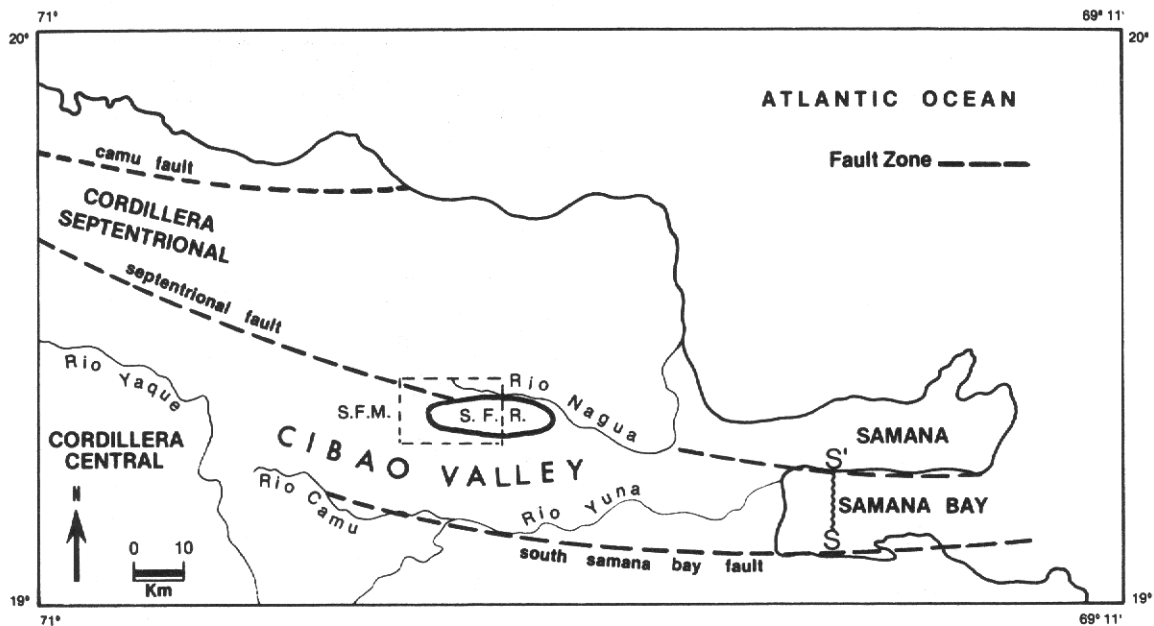 71°
69° 11'
20°
20°
ATLANTIC OCEAN
Fault Zone
camu fault
CORDILLERA
SEPTENTRIONAL
septentrional fault
Rio Yaque
Rio Nagua
S.F.M.
S. F. R.
CIBAO VALLEY
CORDILLERA
CENTRAL
SAMANA
S'
SAMANA BAY
S
Rio Camu
Rio Yuna
south samana bay fault
N
0 10
Km
19°
19°
71°
69° 11'